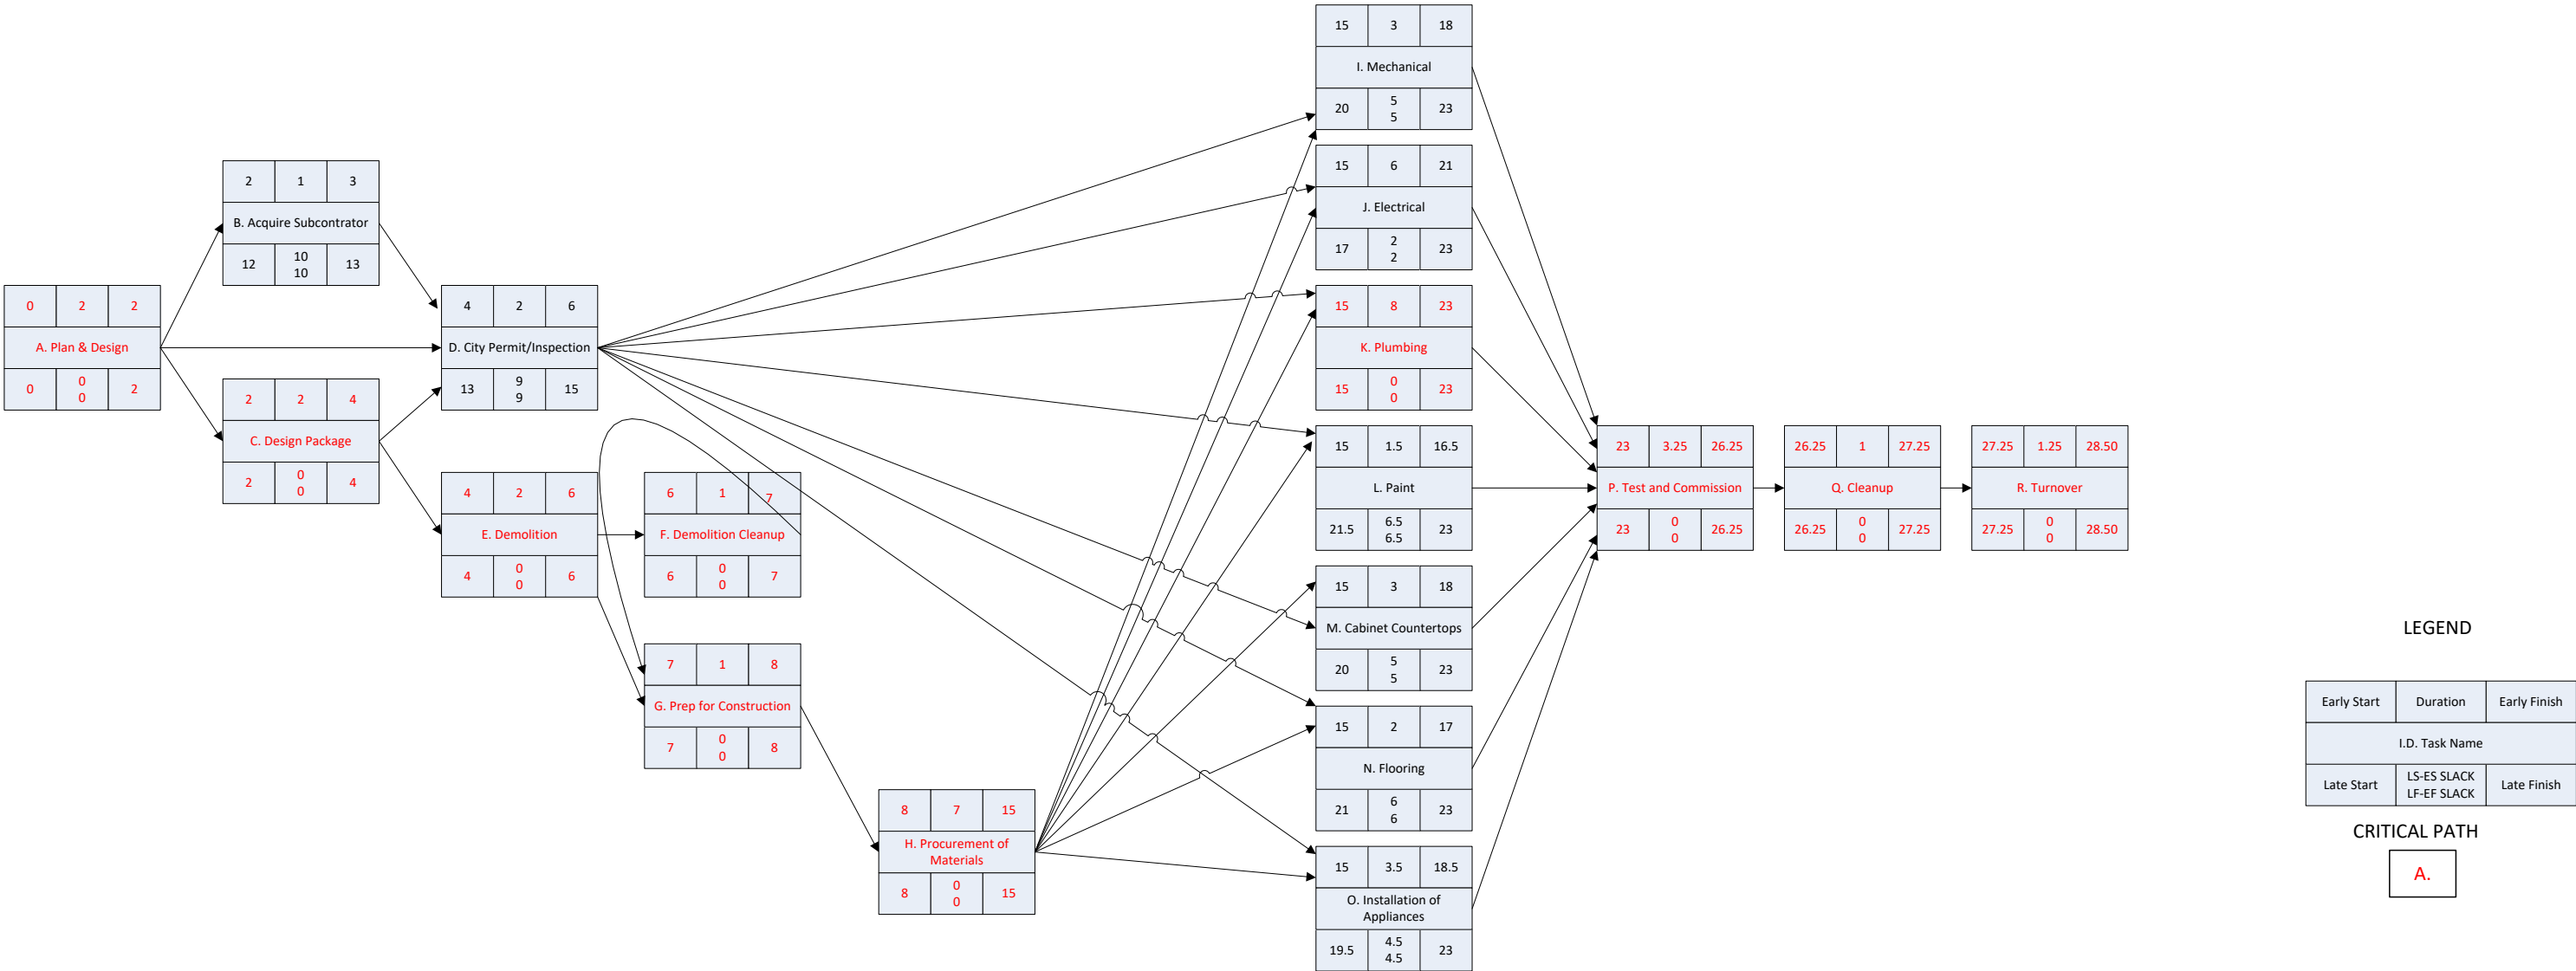 15 3 18
I. Mechanical
20 5 23
5
15 6 21
J. Electrical
17 2 23
2
2 1 3
B. Acquire Subcontrator
12 10 13
10
0 2 2
A. Plan & Design
0 0 2
0
4 2 6
D. City Permit/Inspection
13 9 15
9
15 8 23
K. Plumbing
15 0 23
0
2 2 4
C. Design Package
2 0 4
0
15 1.5 16.5
L. Paint
21.5 6.5 23
6.5
23 3.25 26.25
P. Test and Commission
23 0 26.25
0
26.25 1 27.25
Q. Cleanup
26.25 0 27.25
0
27.25 1.25 28.50
R. Turnover
27.25 0 28.50
0
4 2 6
E. Demolition
4 0 6
0
6 1 7
F. Demolition Cleanup
6 0 7
0
15 3 18
M. Cabinet Countertops
20 5 23
5
7 1 8
G. Prep for Construction
7 0 8
0
15 2 17
N. Flooring
21 6 23
6
8 7 15
H. Procurement of
Materials
8 0 15
0
15 3.5 18.5
O. Installation of
Appliances
19.5 4.5 23
4.5
LEGEND
Early Start Duration Early Finish
I.D. Task Name
Late Start LS-ES SLACK Late Finish
LF-EF SLACK
CRITICAL PATH
A.